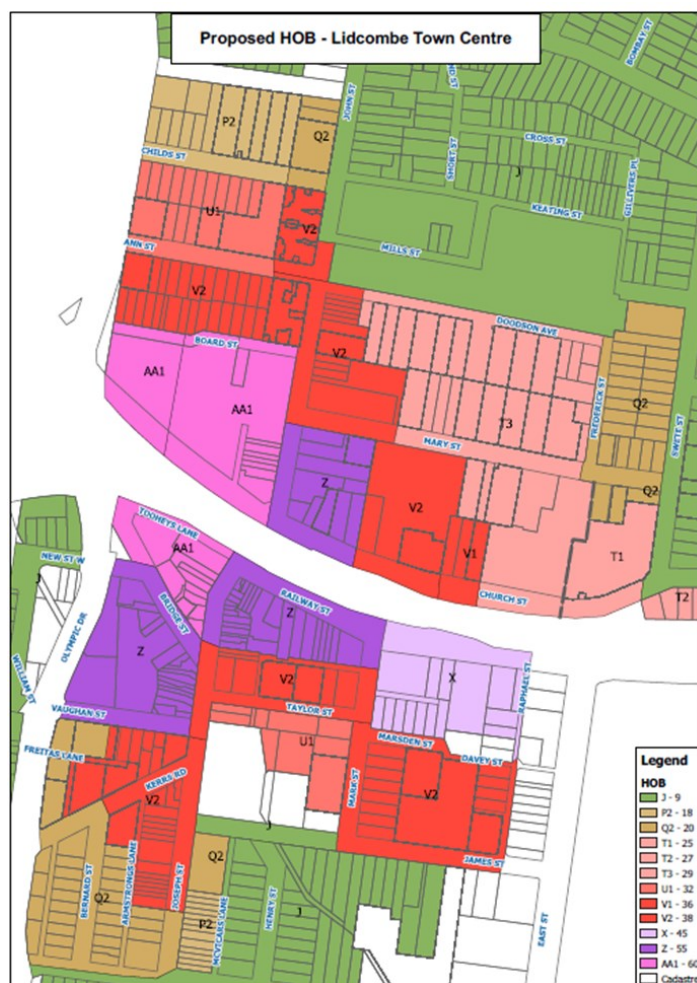 Proposed HOB - Lidcombe Town Centre
BOMBAY ST
JOHN ST
P2
Q2
CROSS ST
SHORT ST
CHILDS ST
J
GILLIVERS PL
KEATING ST
U1
V2
MILLS ST
ANN ST
V2
DOODSON AVE
BOARD ST
V2
AA1
AA1
FREDERICK ST
Q2
SWETE ST
T3
MARY ST
Z
Q2
V2
TOOHEYS LANE
AA1
V1
T1
NEW ST W
CHURCH ST
T2
J
BRIDGE ST
RAILWAY ST
Z
OLYMPIC DR
Z
WILLIAM ST
V2
X
RAPHAEL ST
VAUGHAN ST
TAYLOR ST
MARSDEN ST
U1
FREITAS LANE
DAVEY ST
KERRS RD
MARK ST
V2
V2
J
JAMES ST
Q2
BERNARD ST
ARMSTRONGS LANE
JOSEPH ST
Q2
P2
MCVICARS LANE
HENRY ST
J
EAST ST
Legend
HOB
J - 9
P2 - 18
Q2 - 20
T1 - 25
T2 - 27
T3 - 29
U1 - 32
V1 - 36
V2 - 38
X - 45
Z - 55
AA1 - 60
Cadastre